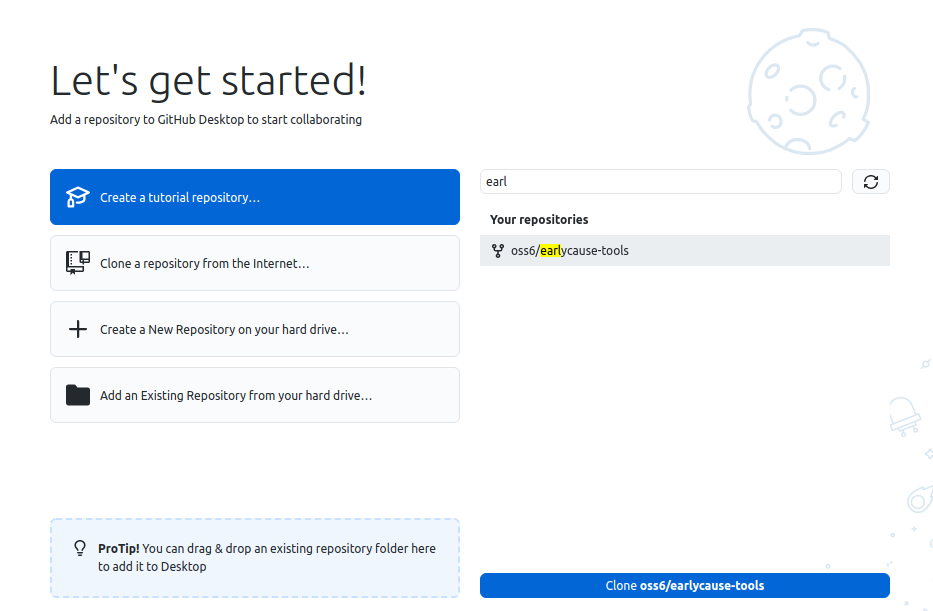 Let's get started!
Add a repository to GitHub Desktop to start collaborating
Create a tutorial repository…
Clone a repository from the Internet…
Create a New Repository on your hard drive…
Add an Existing Repository from your hard drive…
ProTip! You can drag & drop an existing repository folder here
to add it to Desktop
earl
Your repositories
oss6/earlycause-tools
Clone oss6/earlycause-tools